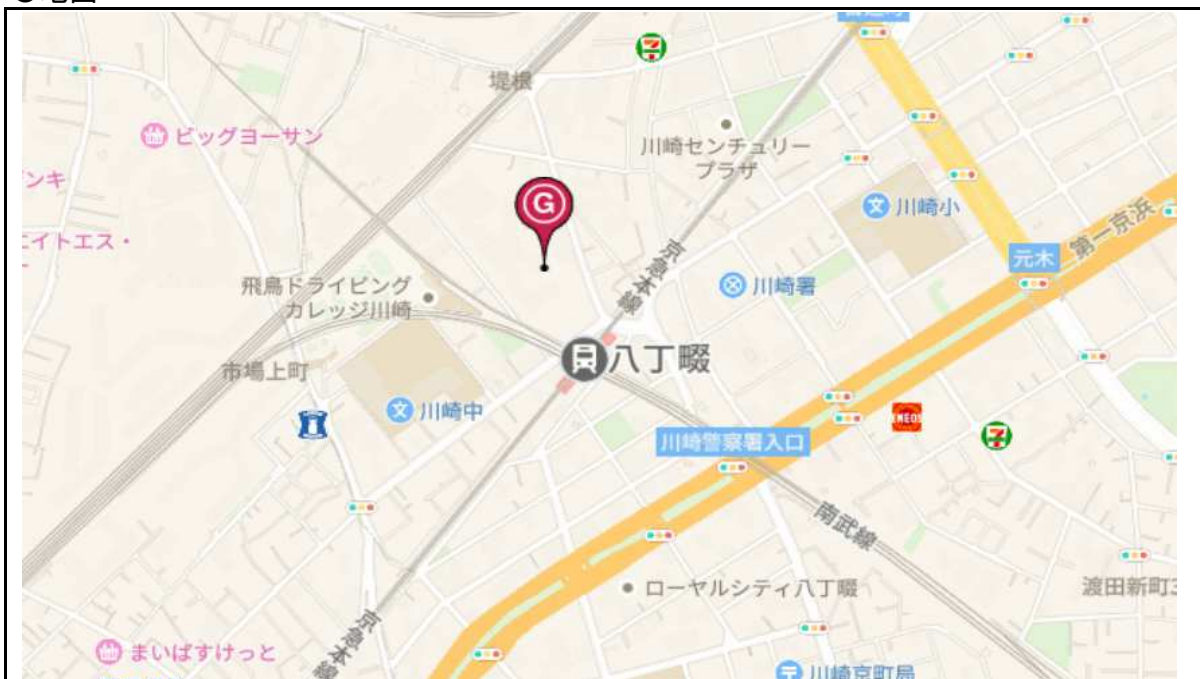 堤根
ビッグヨーサン
川崎センチュリー
プラザ
ンキ
川崎小
エイトエス・
第一京浜
元木
G
京急本線
川崎署
飛鳥ドライビング
カレッジ川崎
八丁畷
市場上町
川崎中
ENEOS
7
7
川崎警察署入口
南武線
ローヤルシティ八丁畷
渡田新町3
京急本線
まいばすけっと
川崎京町局